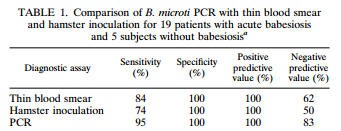 TABLE 1. Comparison of B. microti PCR with thin blood smear
and hamster inoculation for 19 patients with acute babesiosis
and 5 subjects without babesiosisa
Diagnostic assay Sensitivity (%) Specificity (%) Positive predictive value (%) Negative predictive value (%)
Thin blood smear 84 100 100 62
Hamster inoculation 74 100 100 50
PCR 95 100 100 83